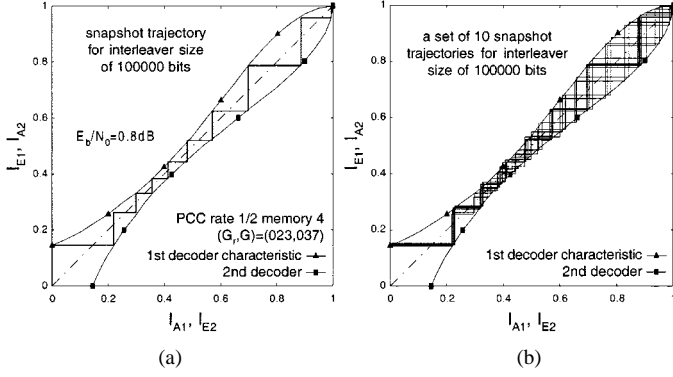 1
0.8
0.6
0.4
0.2
0
0 0.2 0.4 0.6 0.8 1
I_E1, I_A2
I_A1, I_E2
snapshot trajectory
for interleaver size
of 100000 bits
E_b/N_0=0.8dB
PCC rate 1/2 memory 4
(G_r,G)=(023,037)
1st decoder characteristic
2nd decoder
(a)
1
0.8
0.6
0.4
0.2
0
0 0.2 0.4 0.6 0.8 1
I_E1, I_A2
I_A1, I_E2
a set of 10 snapshot
trajectories for interleaver
size of 100000 bits
1st decoder characteristic
2nd decoder
(b)